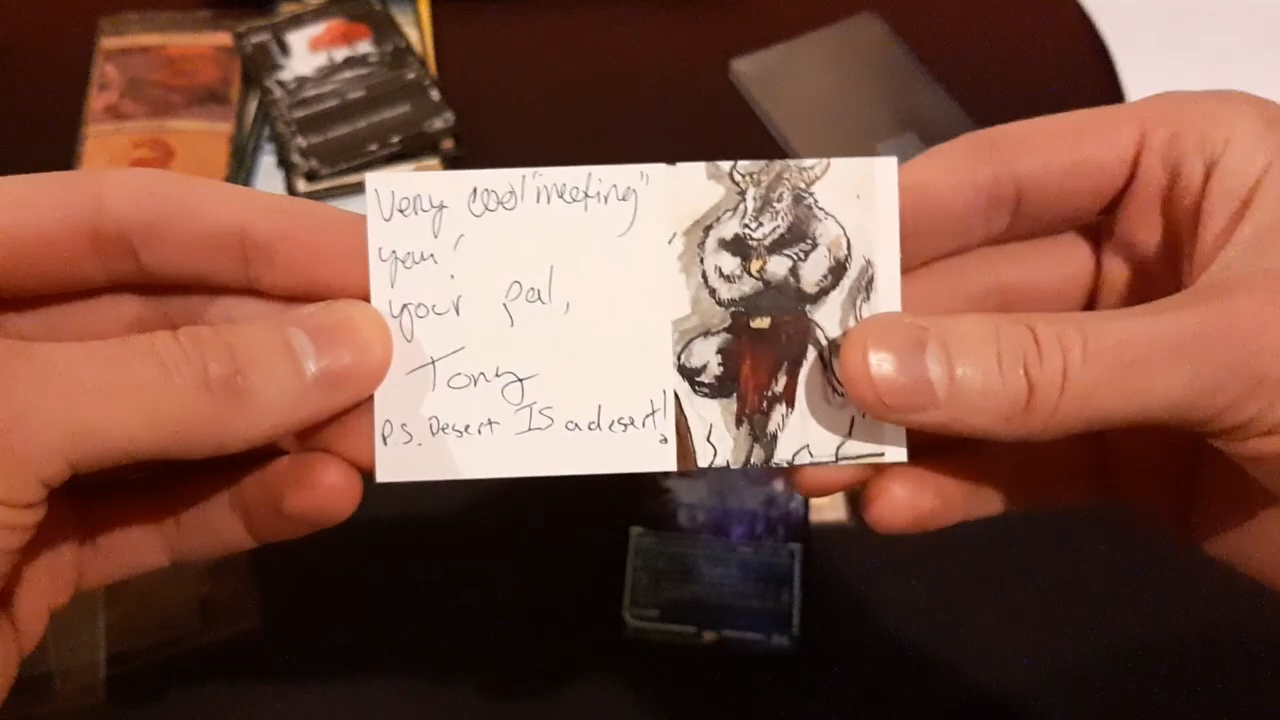 Very cool "meeting"
you!
your pal,
Tony
P.S. Desert IS a desert!